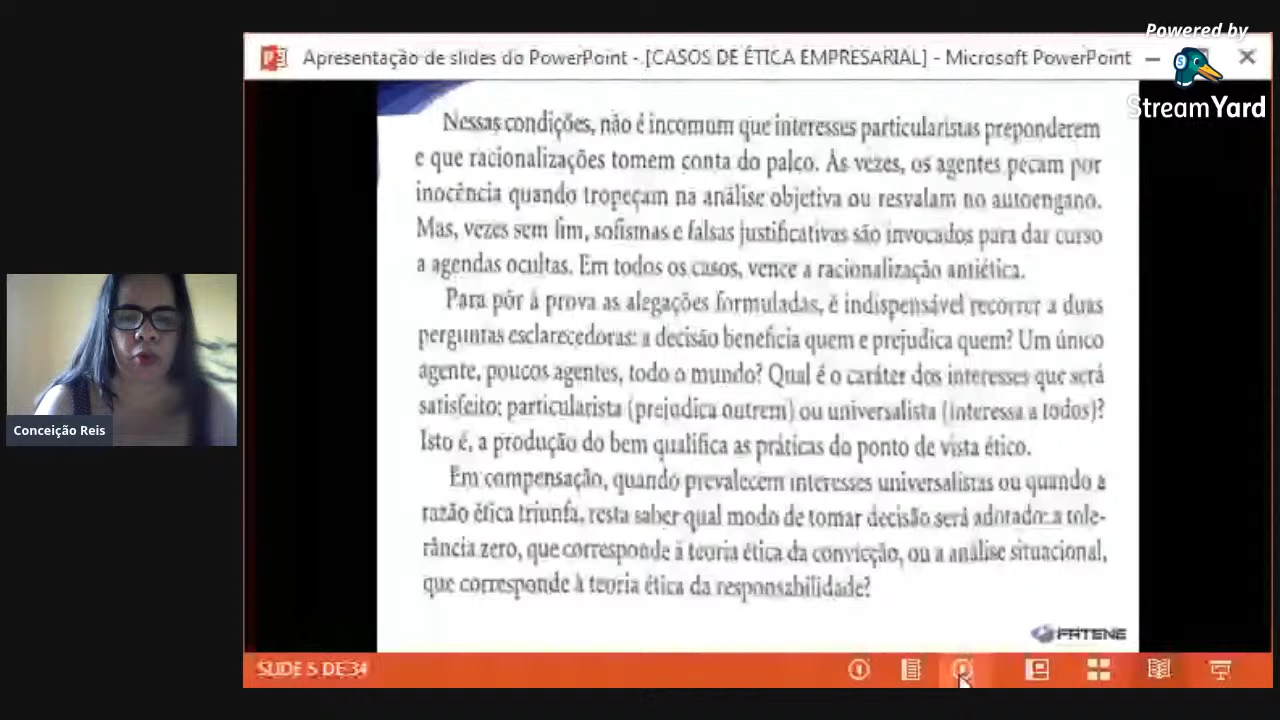 Powered by
StreamYard
Apresentação de slides do PowerPoint - [CASOS DE ÉTICA EMPRESARIAL] - Microsoft PowerPoint
Nessas condições, não é incomum que interesses particularistas preponderem
e que racionalizações tomem conta do palco. Às vezes, os agentes pecam por
inocência quando tropeçam na análise objetiva ou resvalam no autoengano.
Mas, vezes sem fim, sofismas e falsas justificativas são invocados para dar curso
a agendas ocultas. Em todos os casos, vence a racionalização antiética.
Para pôr à prova as alegações formuladas, é indispensável recorrer a duas
perguntas esclarecedoras: a decisão beneficia quem e prejudica quem? Um único
agente, poucos agentes, todo o mundo? Qual é o caráter dos interesses que será
satisfeito: particularista (prejudica outrem) ou universalista (interessa a todos)?
Isto é, a produção do bem qualifica as práticas do ponto de vista ético.
Em compensação, quando prevalecem interesses universalistas ou quando a
razão ética triunfa, resta saber qual modo de tomar decisão será adotado: a tole-
rância zero, que corresponde à teoria ética da convicção, ou a análise situacional,
que corresponde à teoria ética da responsabilidade?
FATENE
SLIDE 5 DE 34
Conceição Reis